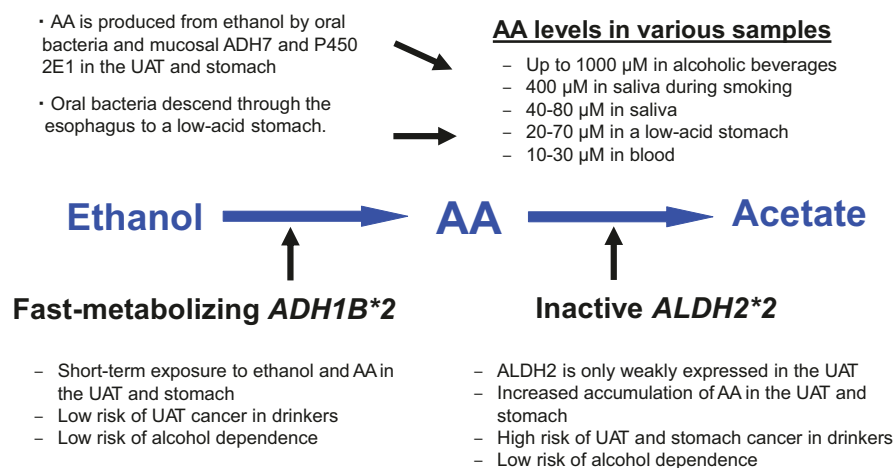 ・AA is produced from ethanol by oral
bacteria and mucosal ADH7 and P450
2E1 in the UAT and stomach
・Oral bacteria descend through the
esophagus to a low-acid stomach.
AA levels in various samples
– Up to 1000 µM in alcoholic beverages
– 400 µM in saliva during smoking
– 40-80 µM in saliva
– 20-70 µM in a low-acid stomach
– 10-30 µM in blood
Ethanol AA Acetate
Fast-metabolizing ADH1B*2
– Short-term exposure to ethanol and AA in
the UAT and stomach
– Low risk of UAT cancer in drinkers
– Low risk of alcohol dependence
Inactive ALDH2*2
– ALDH2 is only weakly expressed in the UAT
– Increased accumulation of AA in the UAT and
stomach
– High risk of UAT and stomach cancer in drinkers
– Low risk of alcohol dependence